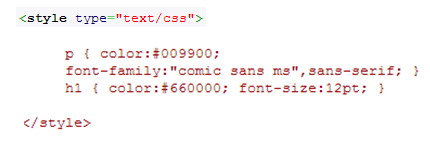 <style type="text/css">
p { color:#009900;
font-family:"comic sans ms",sans-serif; }
h1 { color:#660000; font-size:12pt; }
</style>